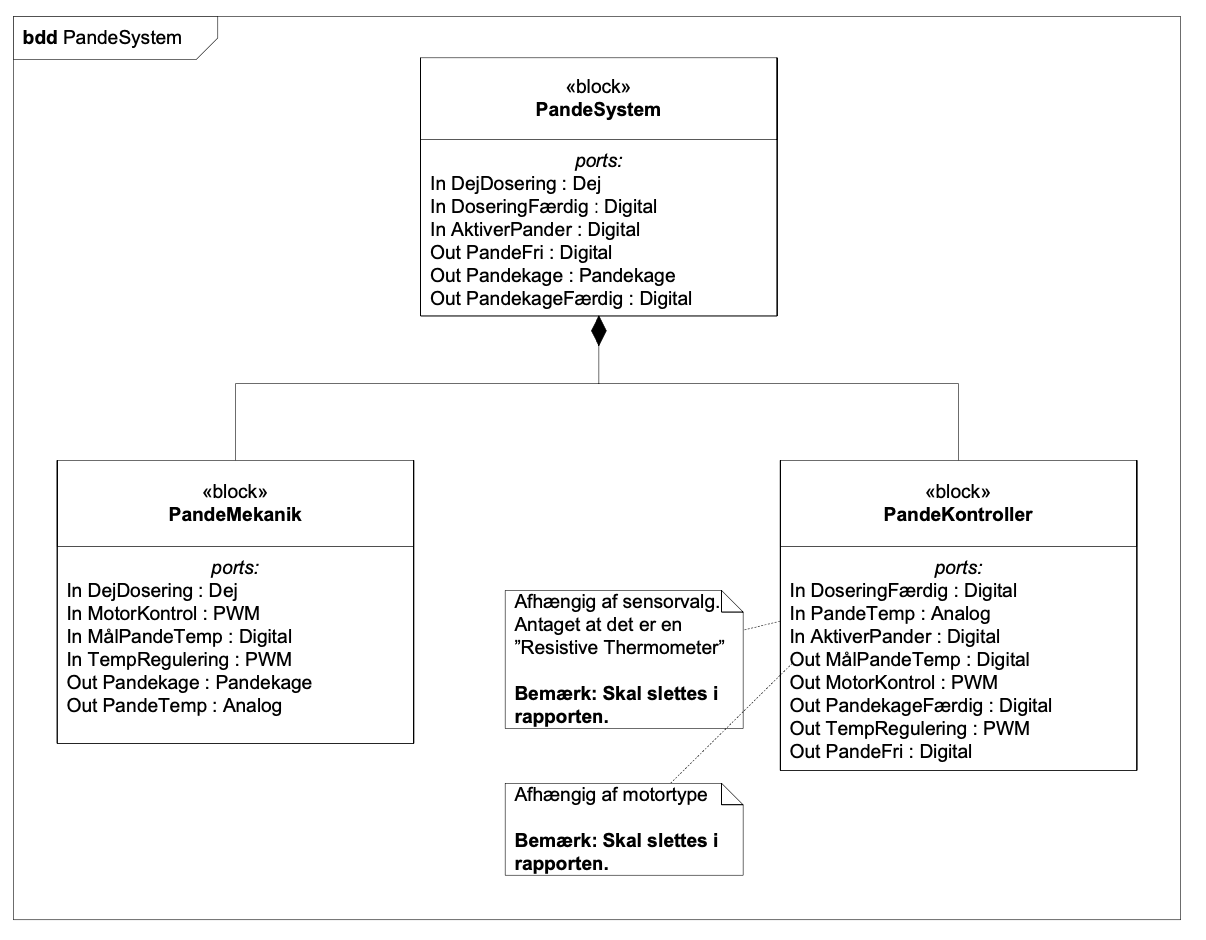 bdd PandeSystem
«block»
PandeSystem
ports:
In DejDosering : Dej
In DoseringFærdig : Digital
In AktiverPander : Digital
Out PandeFri : Digital
Out Pandekage : Pandekage
Out PandekageFærdig : Digital
«block»
PandeMekanik
ports:
In DejDosering : Dej
In MotorKontrol : PWM
In MålPandeTemp : Digital
In TempRegulering : PWM
Out Pandekage : Pandekage
Out PandeTemp : Analog
Afhængig af sensorvalg.
Antaget at det er en
”Resistive Thermometer”
Bemærk: Skal slettes i
rapporten.
Afhængig af motortype
Bemærk: Skal slettes i
rapporten.
«block»
PandeKontroller
ports:
In DoseringFærdig : Digital
In PandeTemp : Analog
In AktiverPander : Digital
Out MålPandeTemp : Digital
Out MotorKontrol : PWM
Out PandekageFærdig : Digital
Out TempRegulering : PWM
Out PandeFri : Digital